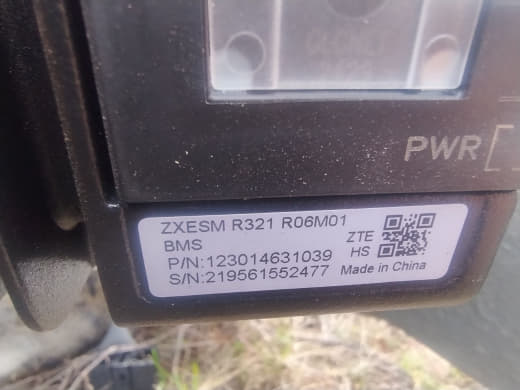 PWR
ZXESM R321 R06M01
BMS
ZTE
P/N:123014631039
HS
S/N:219561552477
Made in China